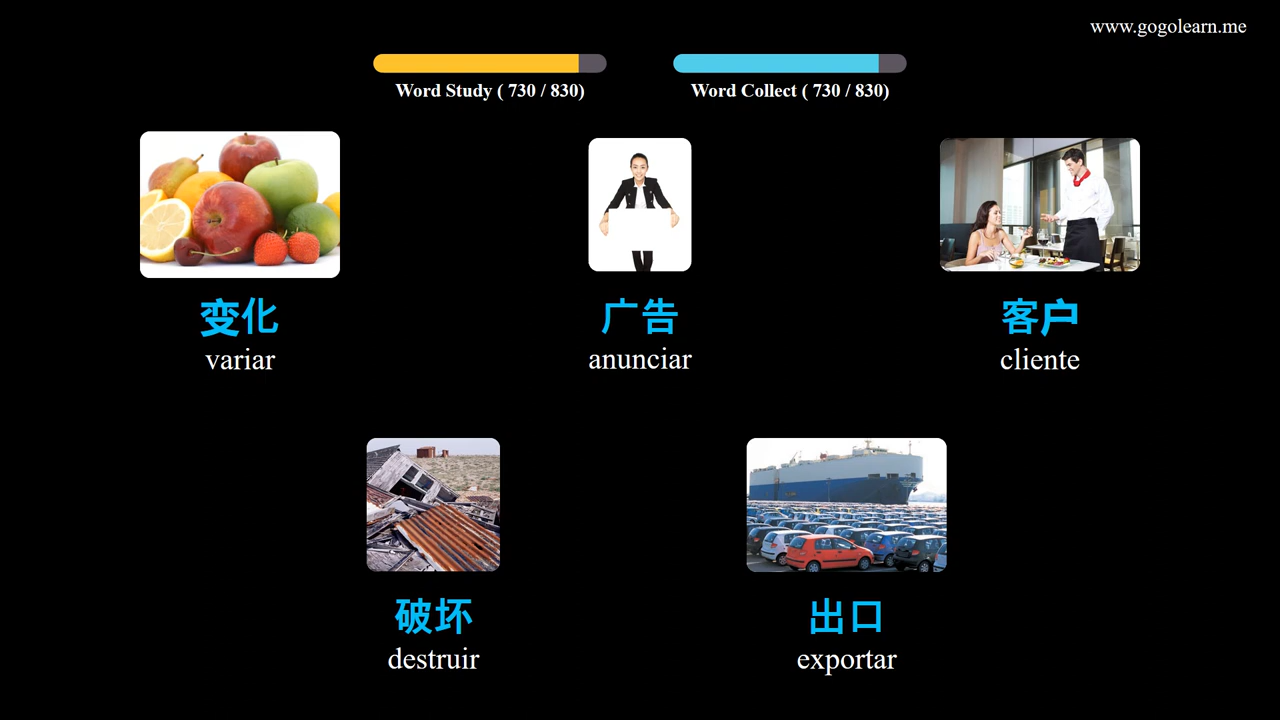 www.gogolearn.me
Word Study ( 730 / 830)
Word Collect ( 730 / 830)
变化
variar
广告
anunciar
客户
cliente
破坏
destruir
出口
exportar